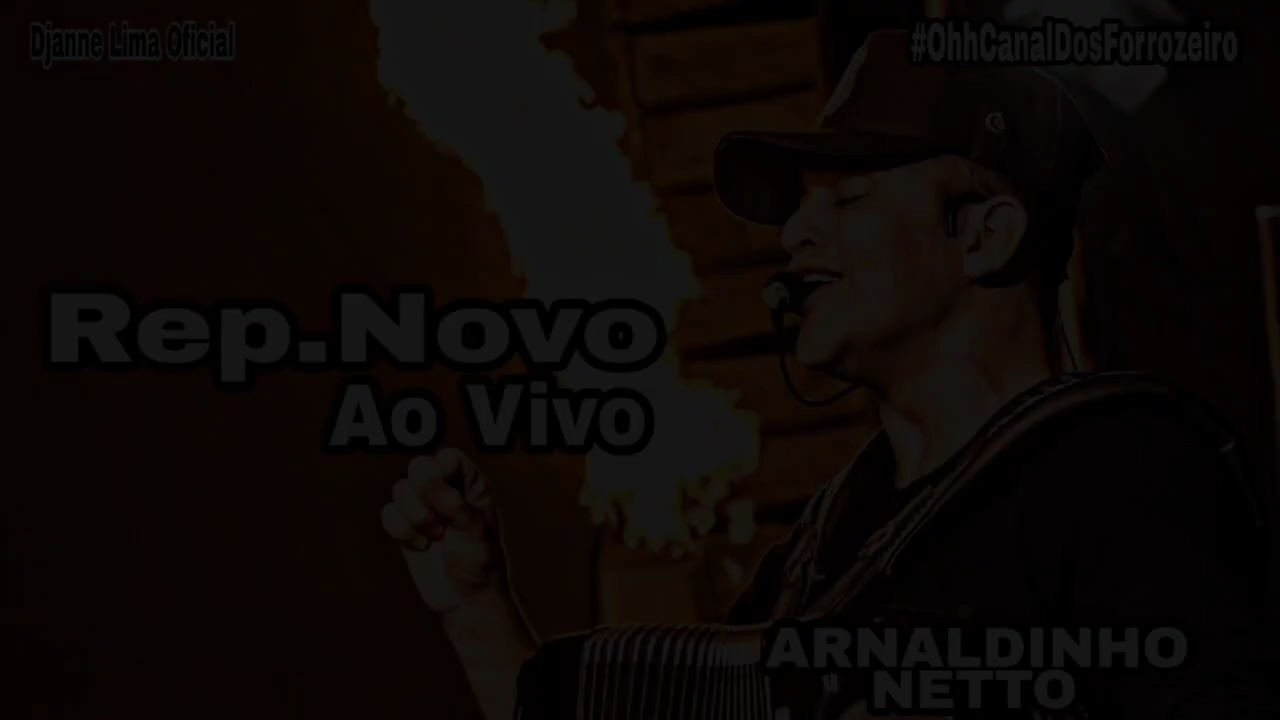 Djanne Lima Oficial
#OhhCanalDosForrozeiro
Rep.Novo
Ao Vivo
ARNALDINHO
NETTO